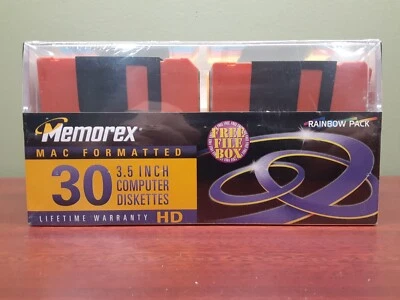 Memorex
MAC FORMATTED
30 3.5 INCH
COMPUTER
DISKETTES
LIFETIME WARRANTY HD
FREE
FILE
BOX
RAINBOW PACK